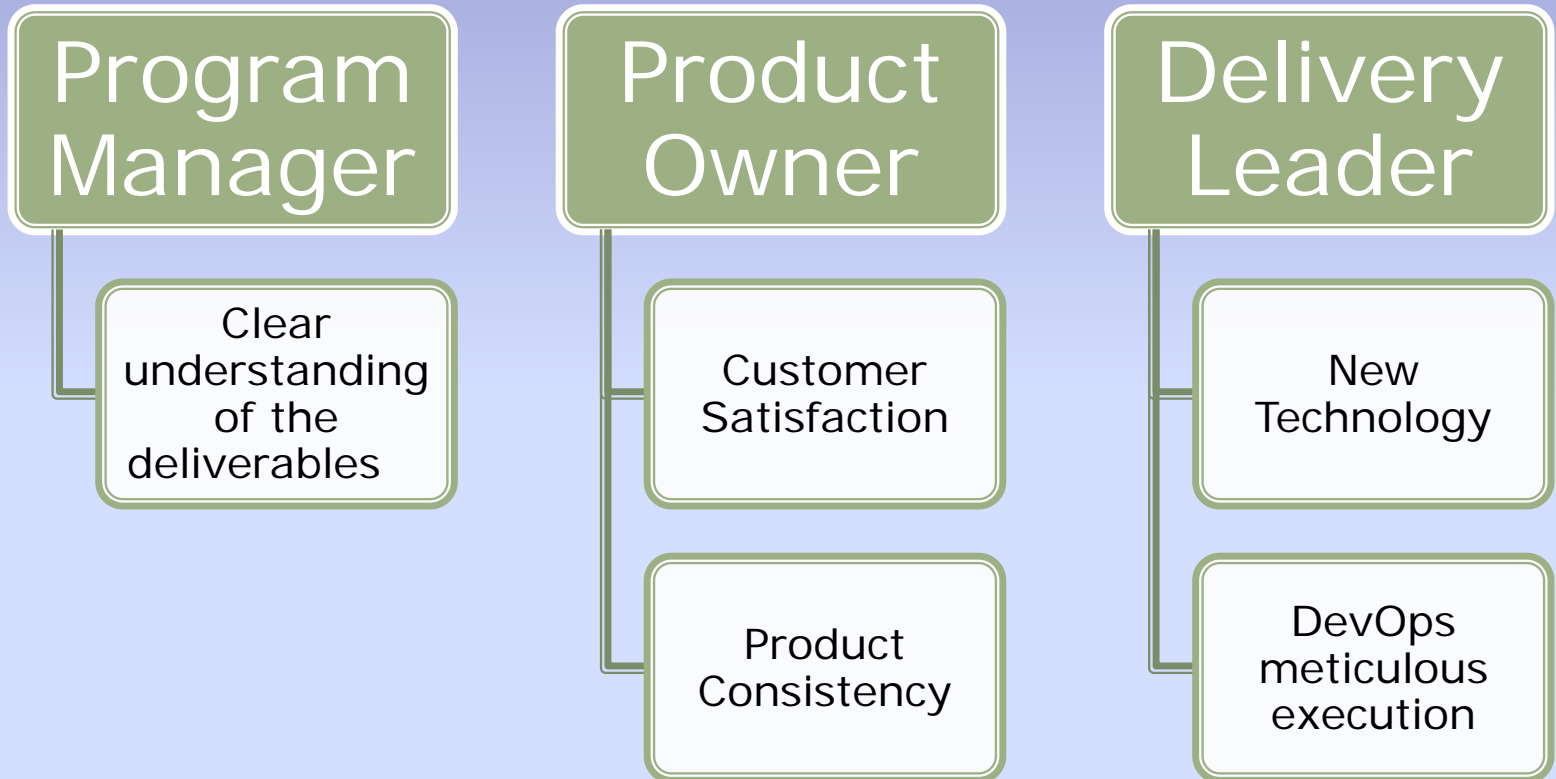 Program
Manager
Clear
understanding
of the
deliverables
Product
Owner
Customer
Satisfaction
Product
Consistency
Delivery
Leader
New
Technology
DevOps
meticulous
execution